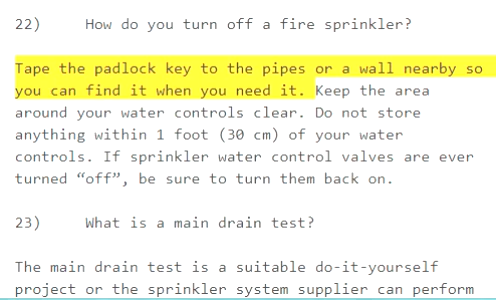 22) How do you turn off a fire sprinkler?
Tape the padlock key to the pipes or a wall nearby so
you can find it when you need it. Keep the area
around your water controls clear. Do not store
anything within 1 foot (30 cm) of your water
controls. If sprinkler water control valves are ever
turned “off”, be sure to turn them back on.
23) What is a main drain test?
The main drain test is a suitable do-it-yourself
project or the sprinkler system supplier can perform